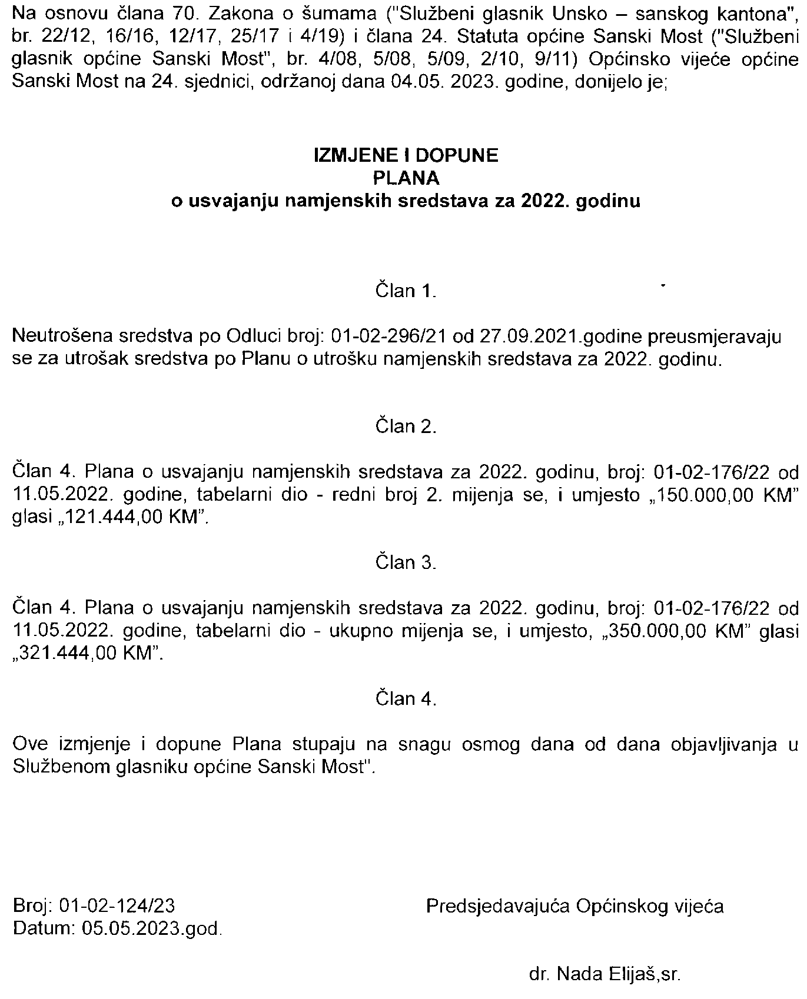 Na osnovu člana 70. Zakona o šumama ("Službeni glasnik Unsko – sanskog kantona",
br. 22/12, 16/16, 12/17, 25/17 i 4/19) i člana 24. Statuta općine Sanski Most ("Službeni
glasnik općine Sanski Most", br. 4/08, 5/08, 5/09, 2/10, 9/11) Općinsko vijeće općine
Sanski Most na 24. sjednici, održanoj dana 04.05. 2023. godine, donijelo je;
IZMJENE I DOPUNE
PLANA
o usvajanju namjenskih sredstava za 2022. godinu
Član 1.
Neutrošena sredstva po Odluci broj: 01-02-296/21 od 27.09.2021.godine preusmjeravaju
se za utrošak sredstva po Planu o utrošku namjenskih sredstava za 2022. godinu.
Član 2.
Član 4. Plana o usvajanju namjenskih sredstava za 2022. godinu, broj: 01-02-176/22 od
11.05.2022. godine, tabelarni dio - redni broj 2. mijenja se, i umjesto „150.000,00 KM”
glasi „121.444,00 KM”.
Član 3.
Član 4. Plana o usvajanju namjenskih sredstava za 2022. godinu, broj: 01-02-176/22 od
11.05.2022. godine, tabelarni dio - ukupno mijenja se, i umjesto, „350.000,00 KM” glasi
„321.444,00 KM”.
Član 4.
Ove izmjenje i dopune Plana stupaju na snagu osmog dana od dana objavljivanja u
Službenom glasniku općine Sanski Most".
Broj: 01-02-124/23
Predsjedavajuća Općinskog vijeća
Datum: 05.05.2023.god.
dr. Nada Elijaš,sr.